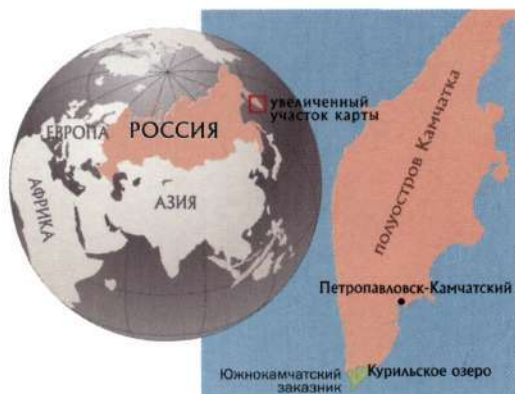 ЕВРОПА
РОССИЯ
АЗИЯ
АФРИКА
увеличенный
участок карты
полуостров Камчатка
Петропавловск-Камчатский
Южнокамчатский
заказник
Курильское озеро